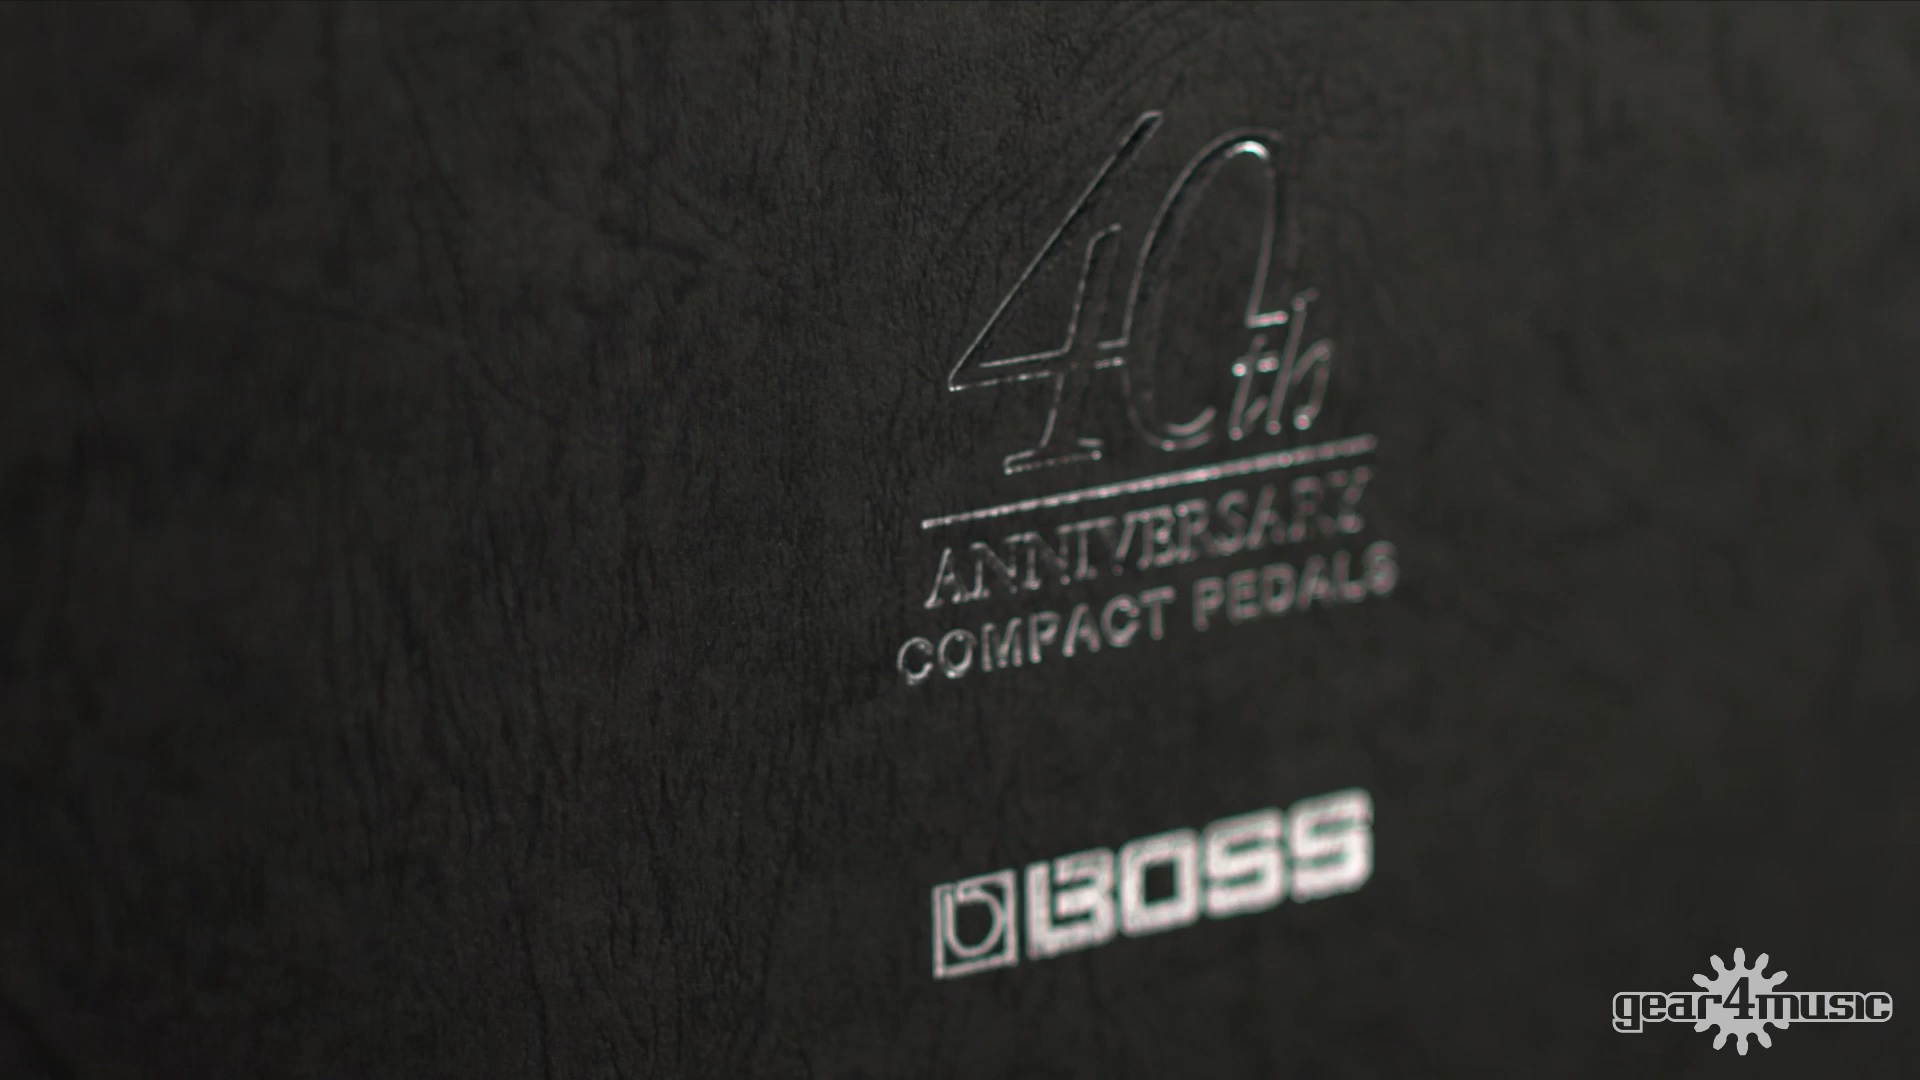 40th
ANNIVERSARY
COMPACT PEDALS
BOSS
gear4music